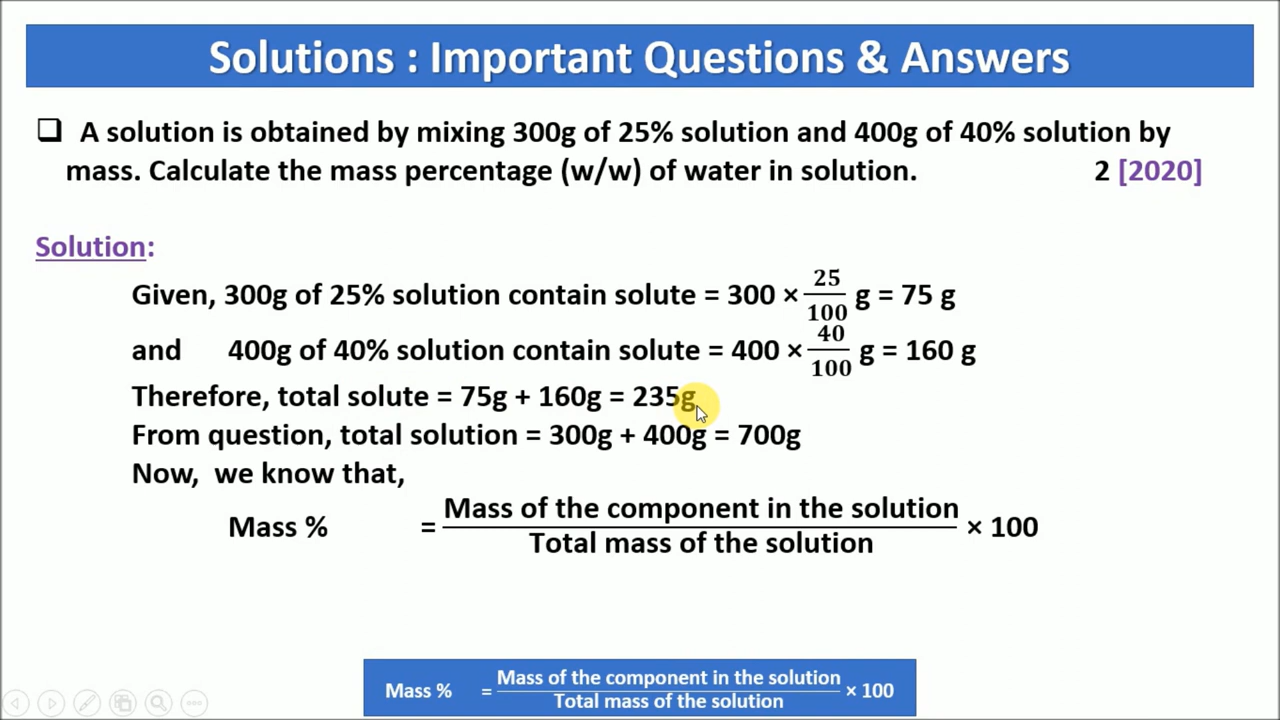 Solutions : Important Questions & Answers
❑ A solution is obtained by mixing 300g of 25% solution and 400g of 40% solution by
mass. Calculate the mass percentage (w/w) of water in solution. 2 [2020]
Solution:
Given, 300g of 25% solution contain solute = 300 × 25/100 g = 75 g
and 400g of 40% solution contain solute = 400 × 40/100 g = 160 g
Therefore, total solute = 75g + 160g = 235g
From question, total solution = 300g + 400g = 700g
Now, we know that,
Mass % = Mass of the component in the solution / Total mass of the solution × 100
Mass % = Mass of the component in the solution / Total mass of the solution × 100